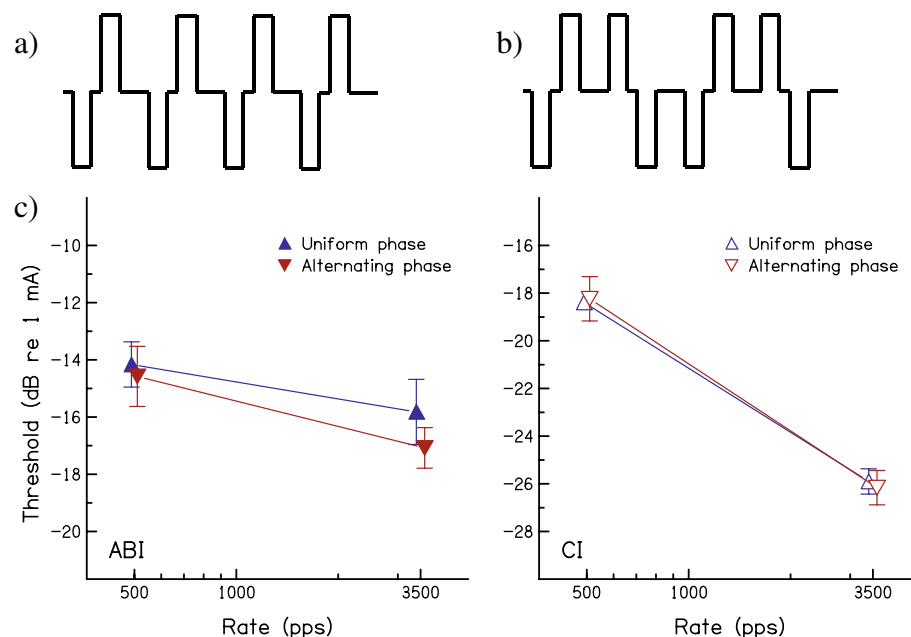 a)
b)
c)
Threshold (dB re 1 mA)
-10
-12
-14
-16
-18
-20
Uniform phase
Alternating phase
ABI
500
1000
3500
Rate (pps)
-16
-18
-20
-22
-24
-26
-28
Uniform phase
Alternating phase
CI
500
1000
3500
Rate (pps)